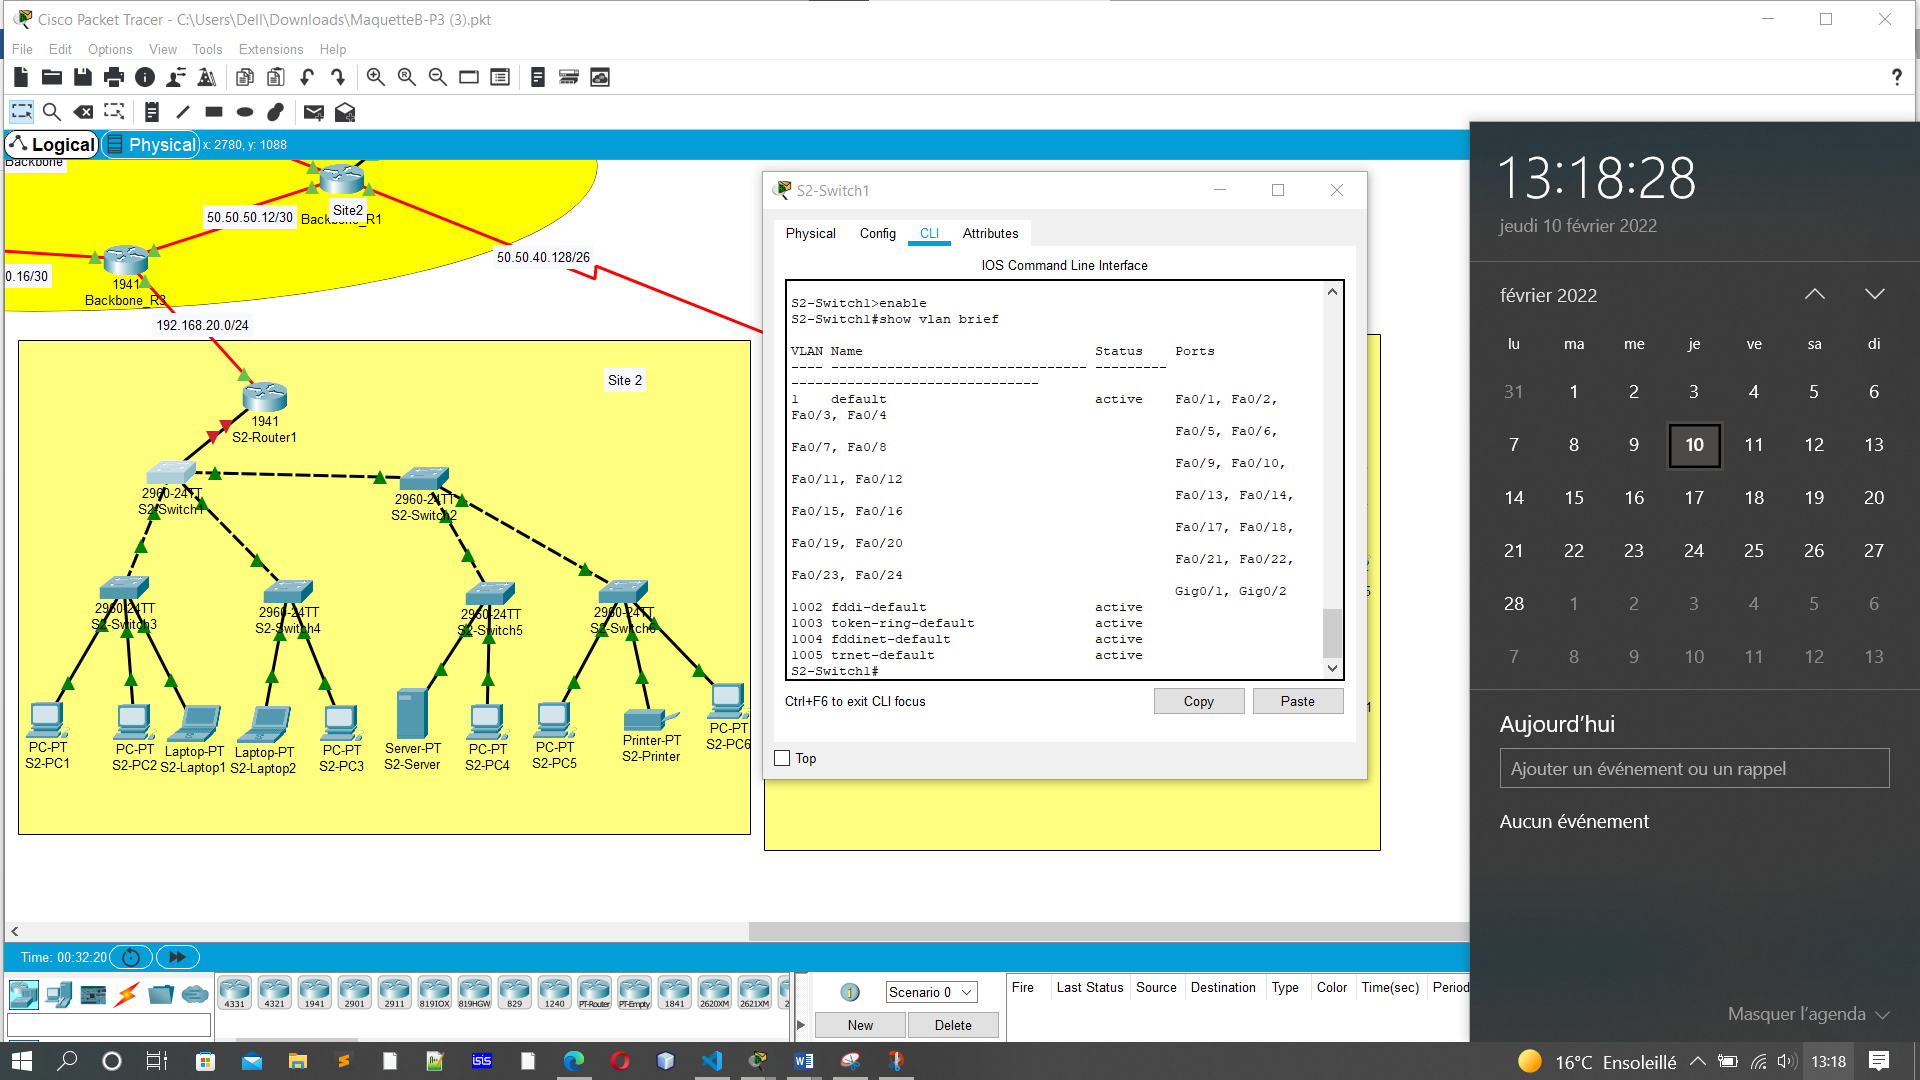 Cisco Packet Tracer - C:\Users\Dell\Downloads\MaquetteB-P3 (3).pkt
File Edit Options View Tools Extensions Help
?
Logical Physical x: 2780, y: 1088
Backbone
Site2
Backbone_R1
50.50.50.12/30
50.50.40.128/26
0.16/30
1941
Backbone_R3
192.168.20.0/24
Site 2
1941
S2-Router1
2960-24TT
S2-Switch1
2960-24TT
S2-Switch2
2960-24TT
S2-Switch3
2960-24TT
S2-Switch4
2960-24TT
S2-Switch5
2960-24TT
S2-Switch6
PC-PT
S2-PC1
PC-PT
S2-PC2
Laptop-PT
S2-Laptop1
Laptop-PT
S2-Laptop2
PC-PT
S2-PC3
Server-PT
S2-Server
PC-PT
S2-PC4
PC-PT
S2-PC5
Printer-PT
S2-Printer
PC-PT
S2-PC6
S2-Switch1
Physical Config CLI Attributes
IOS Command Line Interface
S2-Switch1>enable
S2-Switch1#show vlan brief
VLAN Name Status Ports
---- -------------------------------- ---------
-------------------------------
1 default active Fa0/1, Fa0/2,
Fa0/3, Fa0/4
Fa0/5, Fa0/6,
Fa0/7, Fa0/8
Fa0/9, Fa0/10,
Fa0/11, Fa0/12
Fa0/13, Fa0/14,
Fa0/15, Fa0/16
Fa0/17, Fa0/18,
Fa0/19, Fa0/20
Fa0/21, Fa0/22,
Fa0/23, Fa0/24
Gig0/1, Gig0/2
1002 fddi-default active
1003 token-ring-default active
1004 fddinet-default active
1005 trnet-default active
S2-Switch1#
Ctrl+F6 to exit CLI focus
Copy Paste
Top
13:18:28
jeudi 10 février 2022
février 2022
lu ma me je ve sa di
31 1 2 3 4 5 6
7 8 9 10 11 12 13
14 15 16 17 18 19 20
21 22 23 24 25 26 27
28 1 2 3 4 5 6
7 8 9 10 11 12 13
Aujourd'hui
Ajouter un événement ou un rappel
Aucun événement
Masquer l'agenda
Time: 00:32:20
4331 4321 1941 2901 2911 819IOX 819HGW 829 1240 PT-Router PT-Empty 1841 2620XM 2621XM
Scenario 0
New Delete
Fire Last Status Source Destination Type Color Time(sec) Period
isis
16°C Ensoleillé 13:18